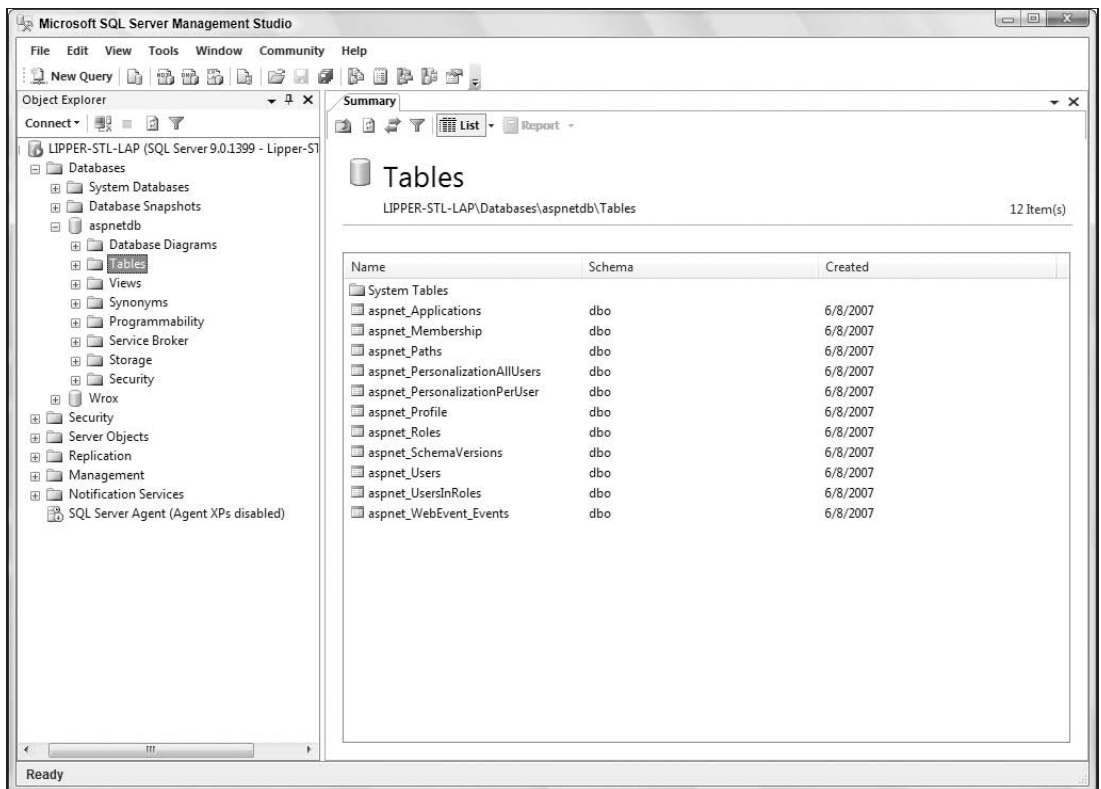 Microsoft SQL Server Management Studio
File Edit View Tools Window Community Help
New Query
Object Explorer
Connect
LIPPER-STL-LAP (SQL Server 9.0.1399 - Lipper-ST
Databases
System Databases
Database Snapshots
aspnetdb
Database Diagrams
Tables
Views
Synonyms
Programmability
Service Broker
Storage
Security
Wrox
Security
Server Objects
Replication
Management
Notification Services
SQL Server Agent (Agent XPs disabled)
Summary
List Report
Tables
LIPPER-STL-LAP\Databases\aspnetdb\Tables 12 Item(s)
Name Schema Created
System Tables
aspnet_Applications dbo 6/8/2007
aspnet_Membership dbo 6/8/2007
aspnet_Paths dbo 6/8/2007
aspnet_PersonalizationAllUsers dbo 6/8/2007
aspnet_PersonalizationPerUser dbo 6/8/2007
aspnet_Profile dbo 6/8/2007
aspnet_Roles dbo 6/8/2007
aspnet_SchemaVersions dbo 6/8/2007
aspnet_Users dbo 6/8/2007
aspnet_UsersInRoles dbo 6/8/2007
aspnet_WebEvent_Events dbo 6/8/2007
Ready